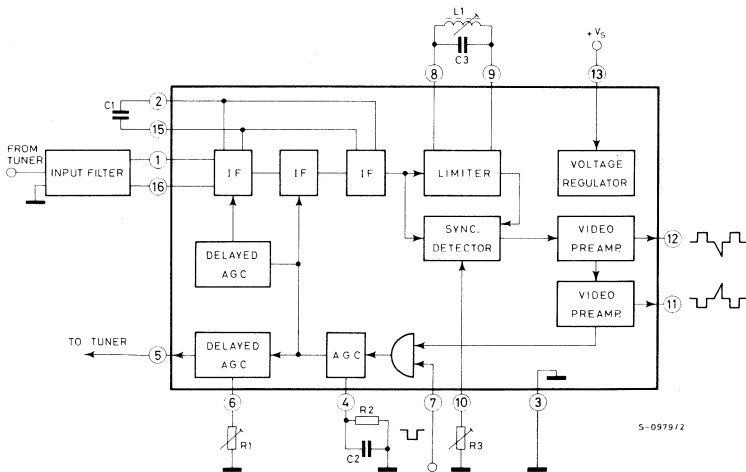 L1
C3
+Vs
8
9
13
C1
2
15
FROM
TUNER
1
16
INPUT FILTER
IF
IF
IF
LIMITER
VOLTAGE
REGULATOR
SYNC.
DETECTOR
VIDEO
PREAMP.
12
DELAYED
AGC
VIDEO
PREAMP.
11
TO TUNER
5
DELAYED
AGC
AGC
6
4
7
10
3
R1
R2
C2
R3
S-0979/2